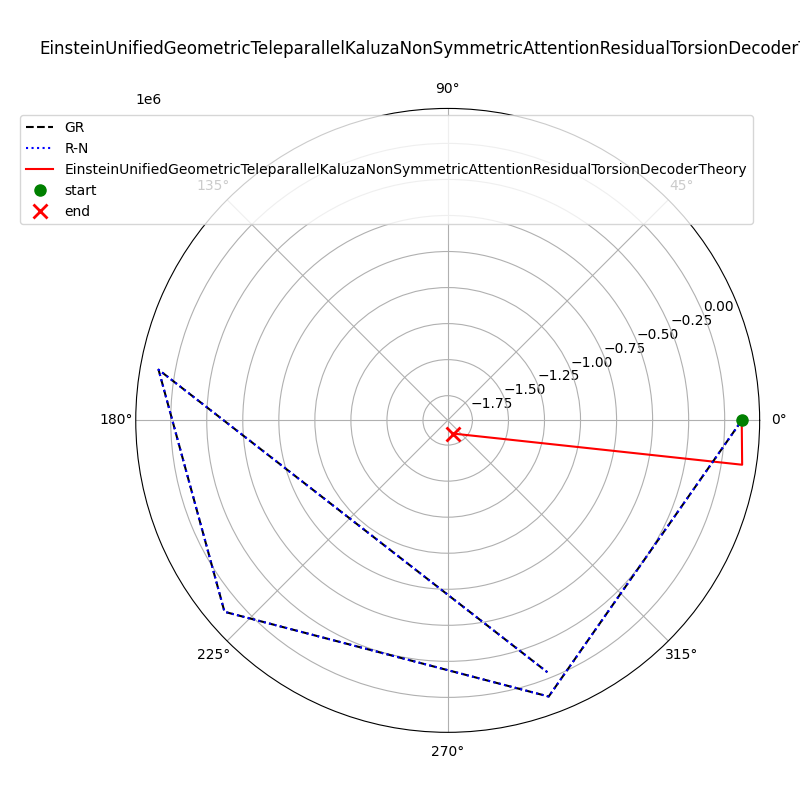 EinsteinUnifiedGeometricTeleparallelKaluzaNonSymmetricAttentionResidualTorsionDecoderT
90°
1e6
GR
R-N
EinsteinUnifiedGeometricTeleparallelKaluzaNonSymmetricAttentionResidualTorsionDecoderTheory
start
end
135°
45°
0.00
−0.25
−0.50
−0.75
−1.00
−1.25
−1.50
−1.75
180°
0°
225°
315°
270°